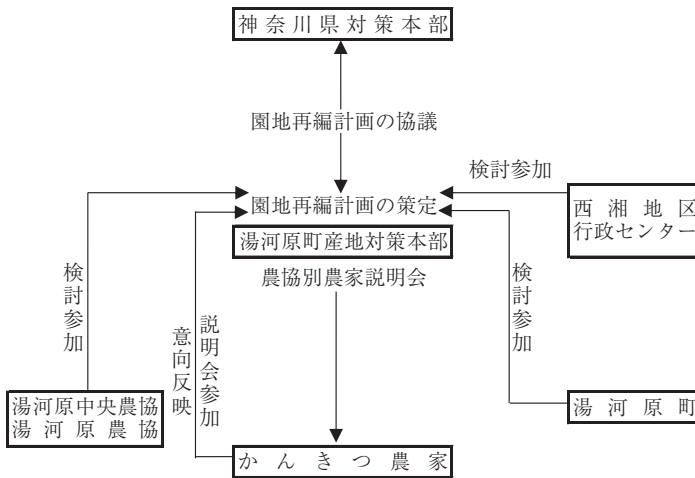 神奈川県対策本部
園地再編計画の協議
検討参加
園地再編計画の策定
西湘地区
行政センター
湯河原町産地対策本部
農協別農家説明会
検討参加
検討参加
説明会参加
意向反映
湯河原中央農協
湯河原農協
湯河原町
かんきつ農家